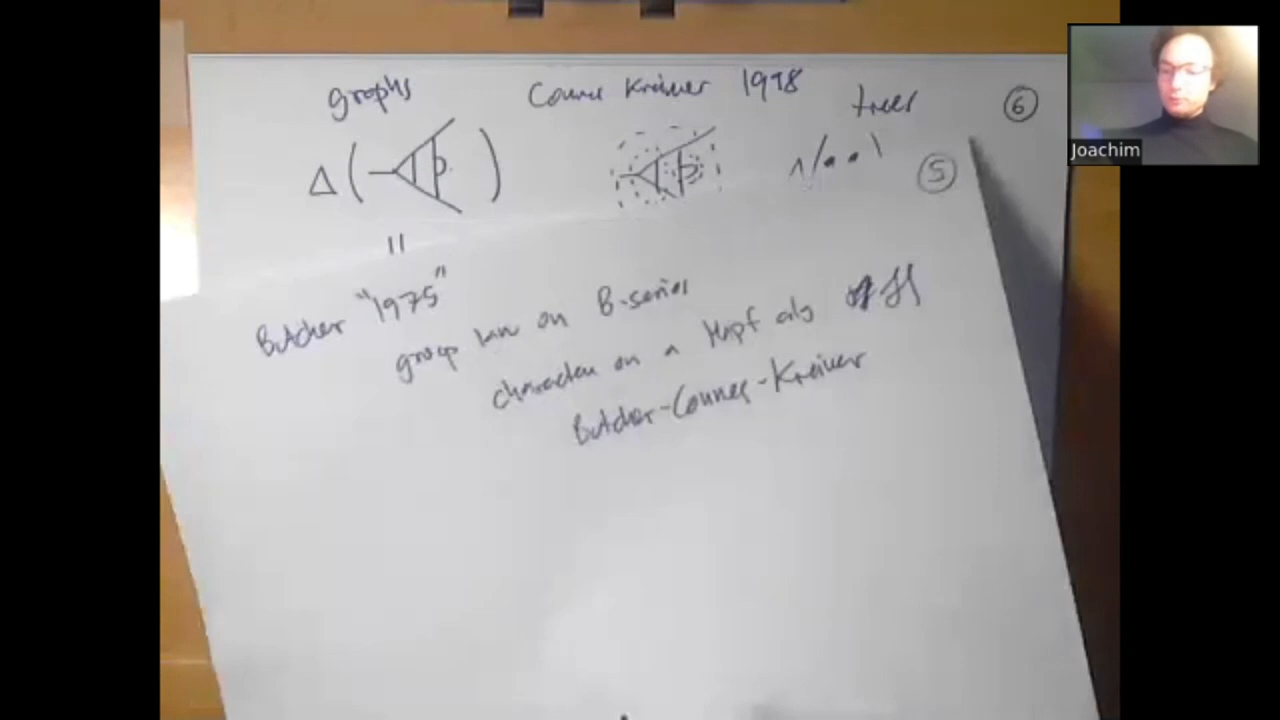 graphs Connes Kreimer 1998 trees ⑥
Δ ( ) ⑤
Butcher "1975"
group law on B-series
characters on a Hopf alg
Butcher-Connes-Kreimer
Joachim